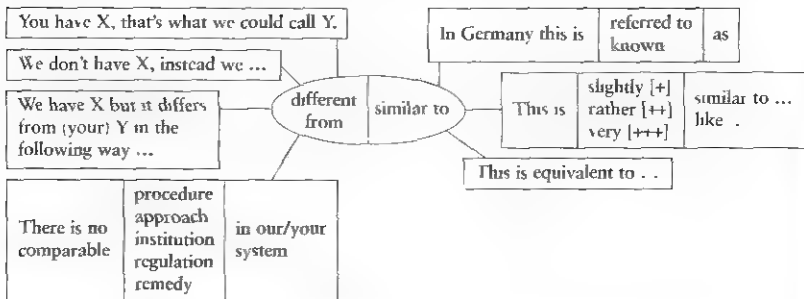 You have X, that's what we could call Y.
We don't have X, instead we ...
We have X but it differs
from (your) Y in the
following way ...
There is no
comparable
procedure
approach
institution
regulation
remedy
in our/your
system
different
from
similar to
In Germany this is
referred to
known
as
This is
slightly [+]
rather [++]
very [+++]
similar to ...
like .
This is equivalent to . .